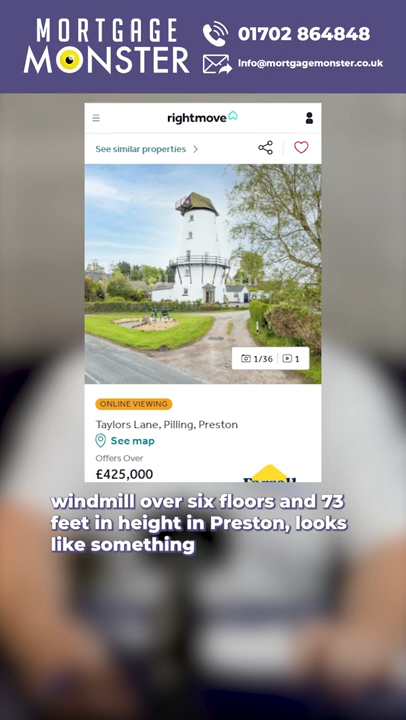 MORTGAGE
MONSTER
01702 864848
Info@mortgagemonster.co.uk
rightmove
See similar properties
1/36 1
ONLINE VIEWING
Taylors Lane, Pilling, Preston
See map
Offers Over
£425,000
windmill over six floors and 73
feet in height in Preston, looks
like something